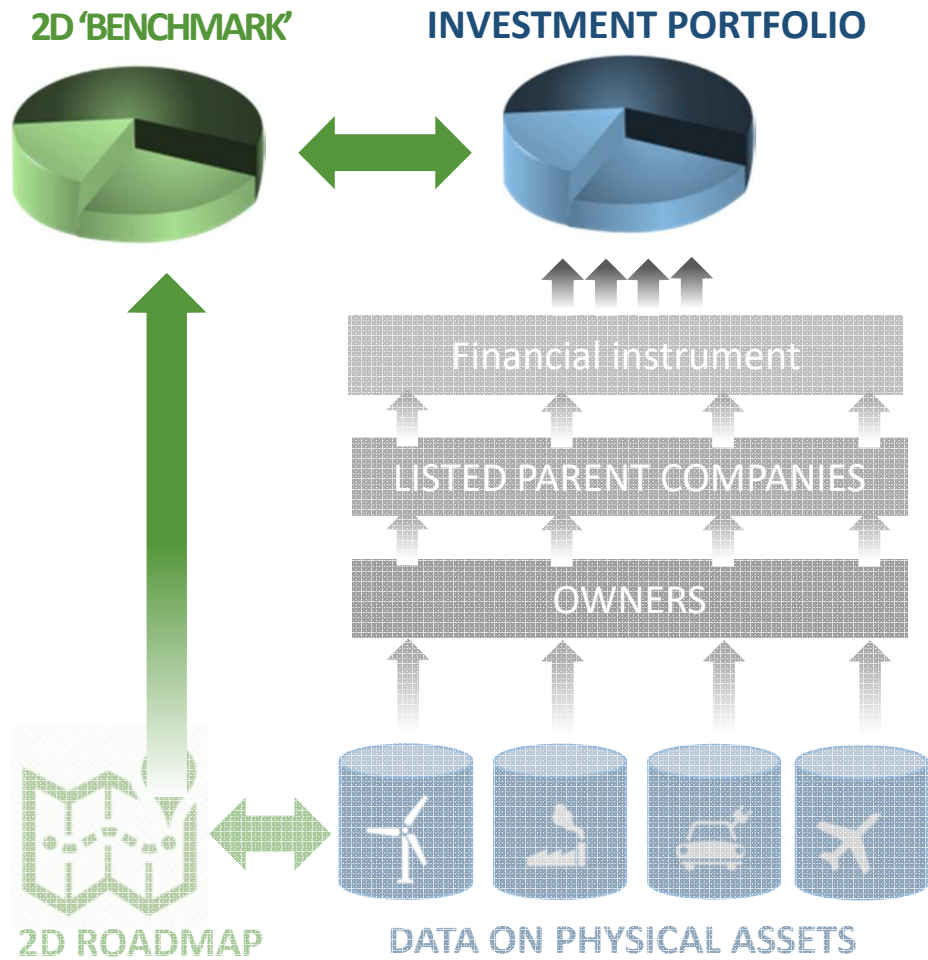 2D ‘BENCHMARK’
INVESTMENT PORTFOLIO
Financial instrument
LISTED PARENT COMPANIES
OWNERS
2D ROADMAP
DATA ON PHYSICAL ASSETS